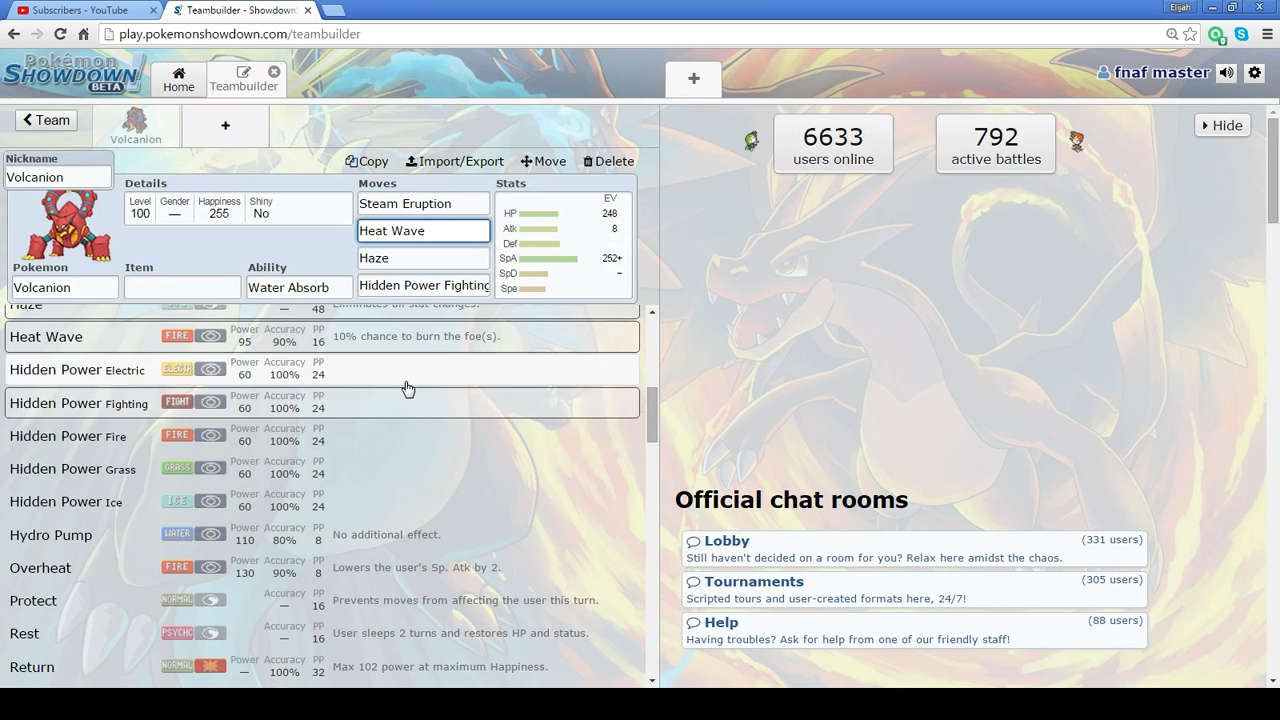 Subscribers - YouTube
Teambuilder - Showdown!
Elijah
play.pokemonshowdown.com/teambuilder
Pokémon
SHOWDOWN!
BETA
Home
Teambuilder
fnaf master
Team
Volcanion
Nickname
Volcanion
Copy
Import/Export
Move
Delete
Details
Level Gender Happiness Shiny
100 — 255 No
Pokemon
Volcanion
Item
Ability
Water Absorb
Moves
Steam Eruption
Heat Wave
Haze
Hidden Power Fighting
Stats
EV
HP 248
Atk 8
Def
SpA 252+
SpD –
Spe
Haze — 48 Eliminates all stat changes.
Heat Wave FIRE Power 95 Accuracy 90% PP 16 10% chance to burn the foe(s).
Hidden Power Electric ELECTR Power 60 Accuracy 100% PP 24
Hidden Power Fighting FIGHT Power 60 Accuracy 100% PP 24
Hidden Power Fire FIRE Power 60 Accuracy 100% PP 24
Hidden Power Grass GRASS Power 60 Accuracy 100% PP 24
Hidden Power Ice ICE Power 60 Accuracy 100% PP 24
Hydro Pump WATER Power 110 Accuracy 80% PP 8 No additional effect.
Overheat FIRE Power 130 Accuracy 90% PP 8 Lowers the user's Sp. Atk by 2.
Protect NORMAL Accuracy — PP 16 Prevents moves from affecting the user this turn.
Rest PSYCHC Accuracy — PP 16 User sleeps 2 turns and restores HP and status.
Return NORMAL Power — Accuracy 100% PP 32 Max 102 power at maximum Happiness.
6633
users online
792
active battles
Hide
Official chat rooms
Lobby (331 users)
Still haven't decided on a room for you? Relax here amidst the chaos.
Tournaments (305 users)
Scripted tours and user-created formats here, 24/7!
Help (88 users)
Having troubles? Ask for help from one of our friendly staff!